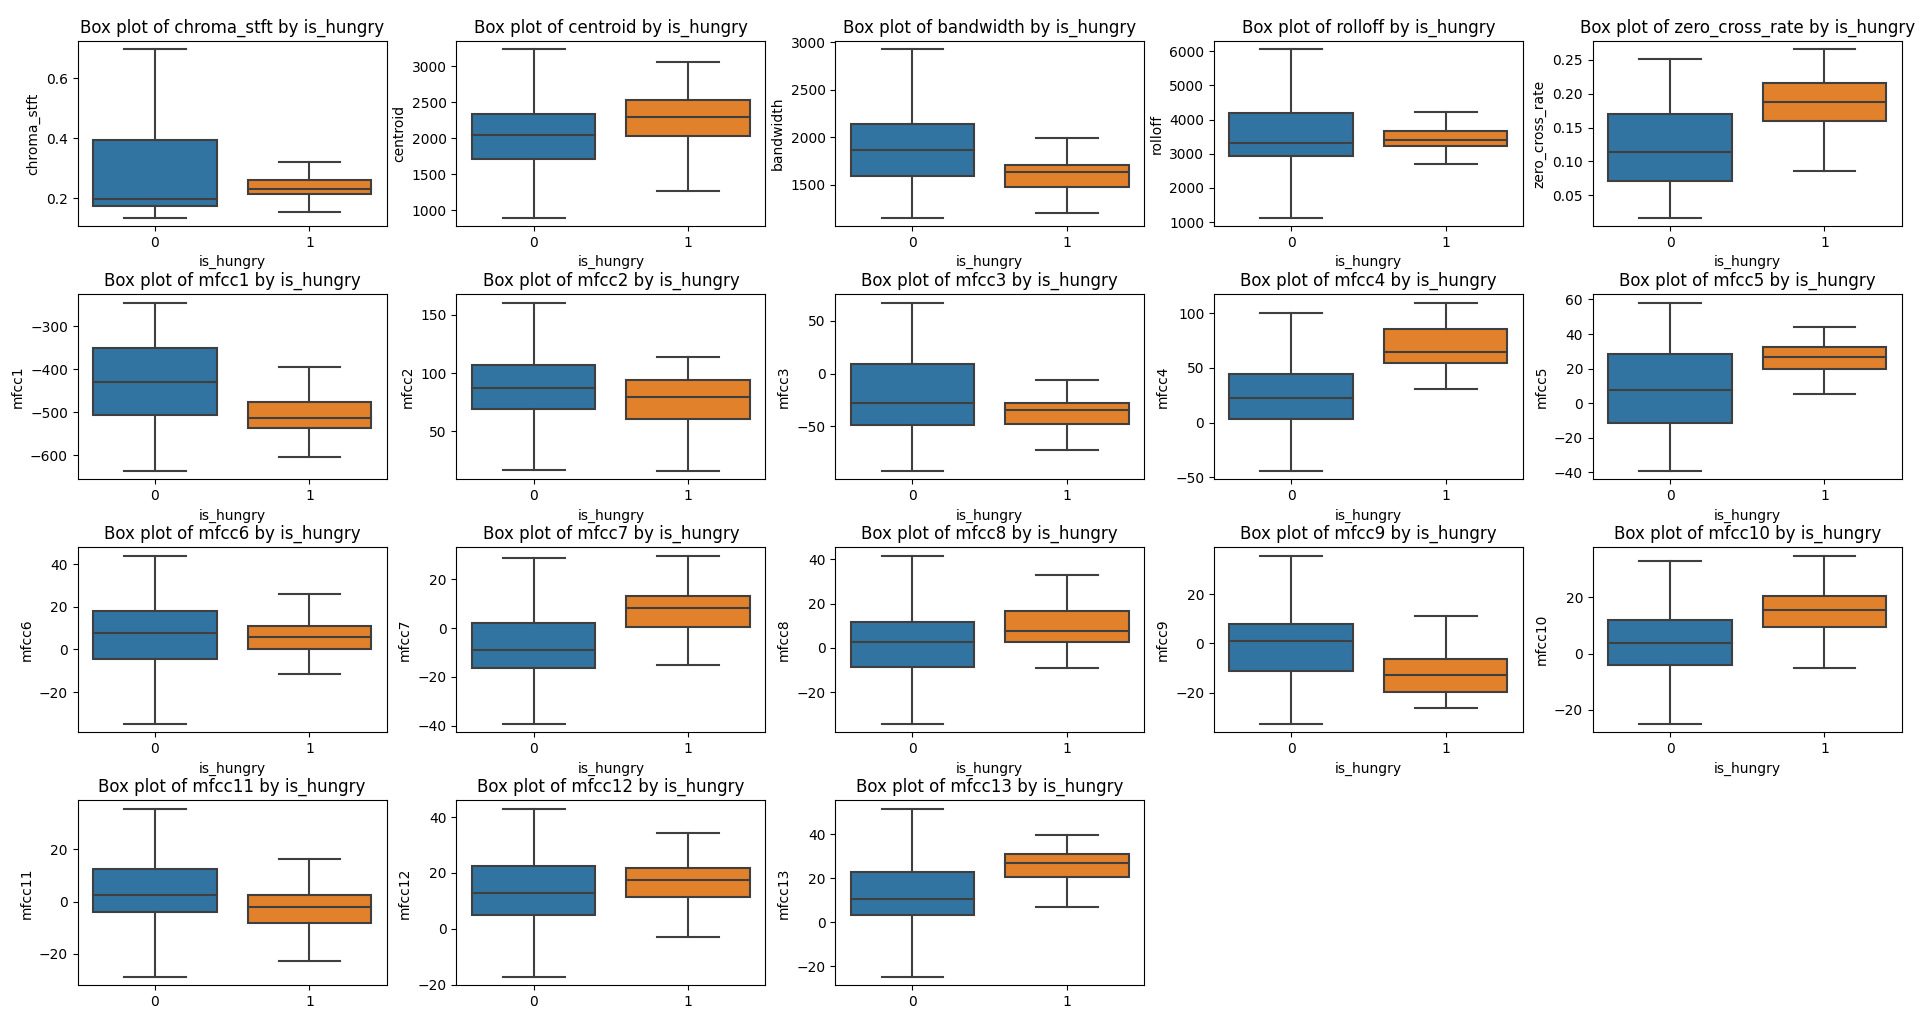 Box plot of chroma_stft by is_hungry
chroma_stft
0.6
0.4
0.2
0 1
is_hungry
Box plot of centroid by is_hungry
centroid
3000
2500
2000
1500
1000
0 1
is_hungry
Box plot of bandwidth by is_hungry
bandwidth
3000
2500
2000
1500
0 1
is_hungry
Box plot of rolloff by is_hungry
rolloff
6000
5000
4000
3000
2000
1000
0 1
is_hungry
Box plot of zero_cross_rate by is_hungry
zero_cross_rate
0.25
0.20
0.15
0.10
0.05
0 1
is_hungry
Box plot of mfcc1 by is_hungry
mfcc1
−300
−400
−500
−600
0 1
is_hungry
Box plot of mfcc2 by is_hungry
mfcc2
150
100
50
0 1
is_hungry
Box plot of mfcc3 by is_hungry
mfcc3
50
0
−50
0 1
is_hungry
Box plot of mfcc4 by is_hungry
mfcc4
100
50
0
−50
0 1
is_hungry
Box plot of mfcc5 by is_hungry
mfcc5
60
40
20
0
−20
−40
0 1
is_hungry
Box plot of mfcc6 by is_hungry
mfcc6
40
20
0
−20
0 1
is_hungry
Box plot of mfcc7 by is_hungry
mfcc7
20
0
−20
−40
0 1
is_hungry
Box plot of mfcc8 by is_hungry
mfcc8
40
20
0
−20
0 1
is_hungry
Box plot of mfcc9 by is_hungry
mfcc9
20
0
−20
0 1
is_hungry
Box plot of mfcc10 by is_hungry
mfcc10
20
0
−20
0 1
is_hungry
Box plot of mfcc11 by is_hungry
mfcc11
20
0
−20
0 1
Box plot of mfcc12 by is_hungry
mfcc12
40
20
0
−20
0 1
Box plot of mfcc13 by is_hungry
mfcc13
40
20
0
−20
0 1